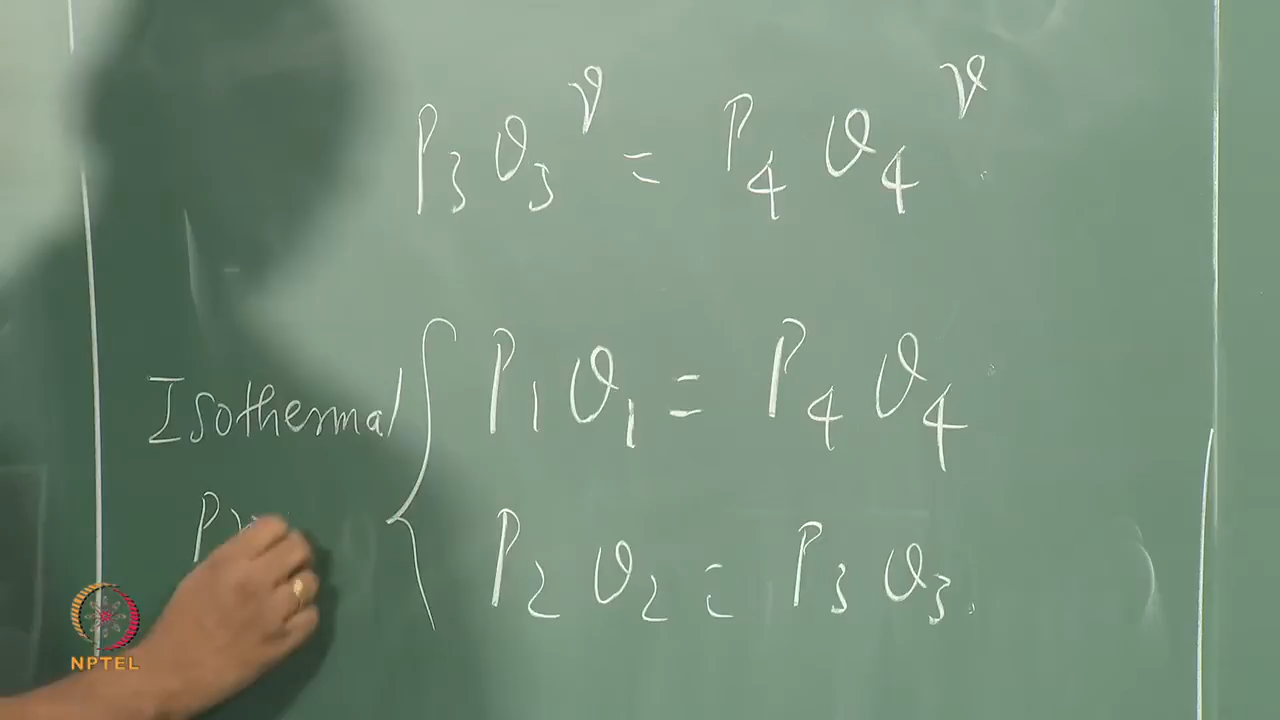 P₃ v₃^γ = P₄ v₄^γ
Isothermal { P₁ v₁ = P₄ v₄
P₂ v₂ = P₃ v₃.
NPTEL